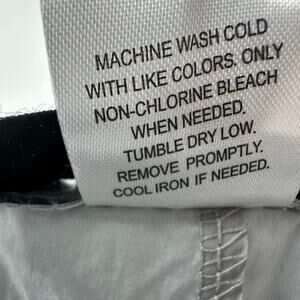 MACHINE WASH COLD
WITH LIKE COLORS. ONLY
NON-CHLORINE BLEACH
WHEN NEEDED.
TUMBLE DRY LOW.
REMOVE PROMPTLY.
COOL IRON IF NEEDED.